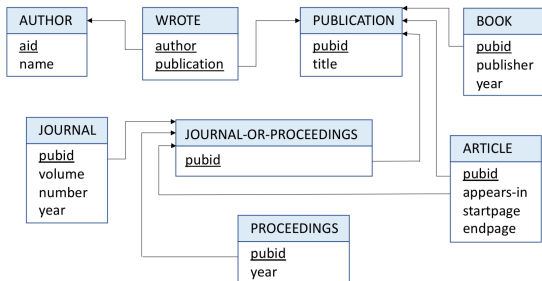 AUTHOR
aid
name
WROTE
author
publication
PUBLICATION
pubid
title
BOOK
pubid
publisher
year
JOURNAL
pubid
volume
number
year
JOURNAL-OR-PROCEEDINGS
pubid
ARTICLE
pubid
appears-in
startpage
endpage
PROCEEDINGS
pubid
year